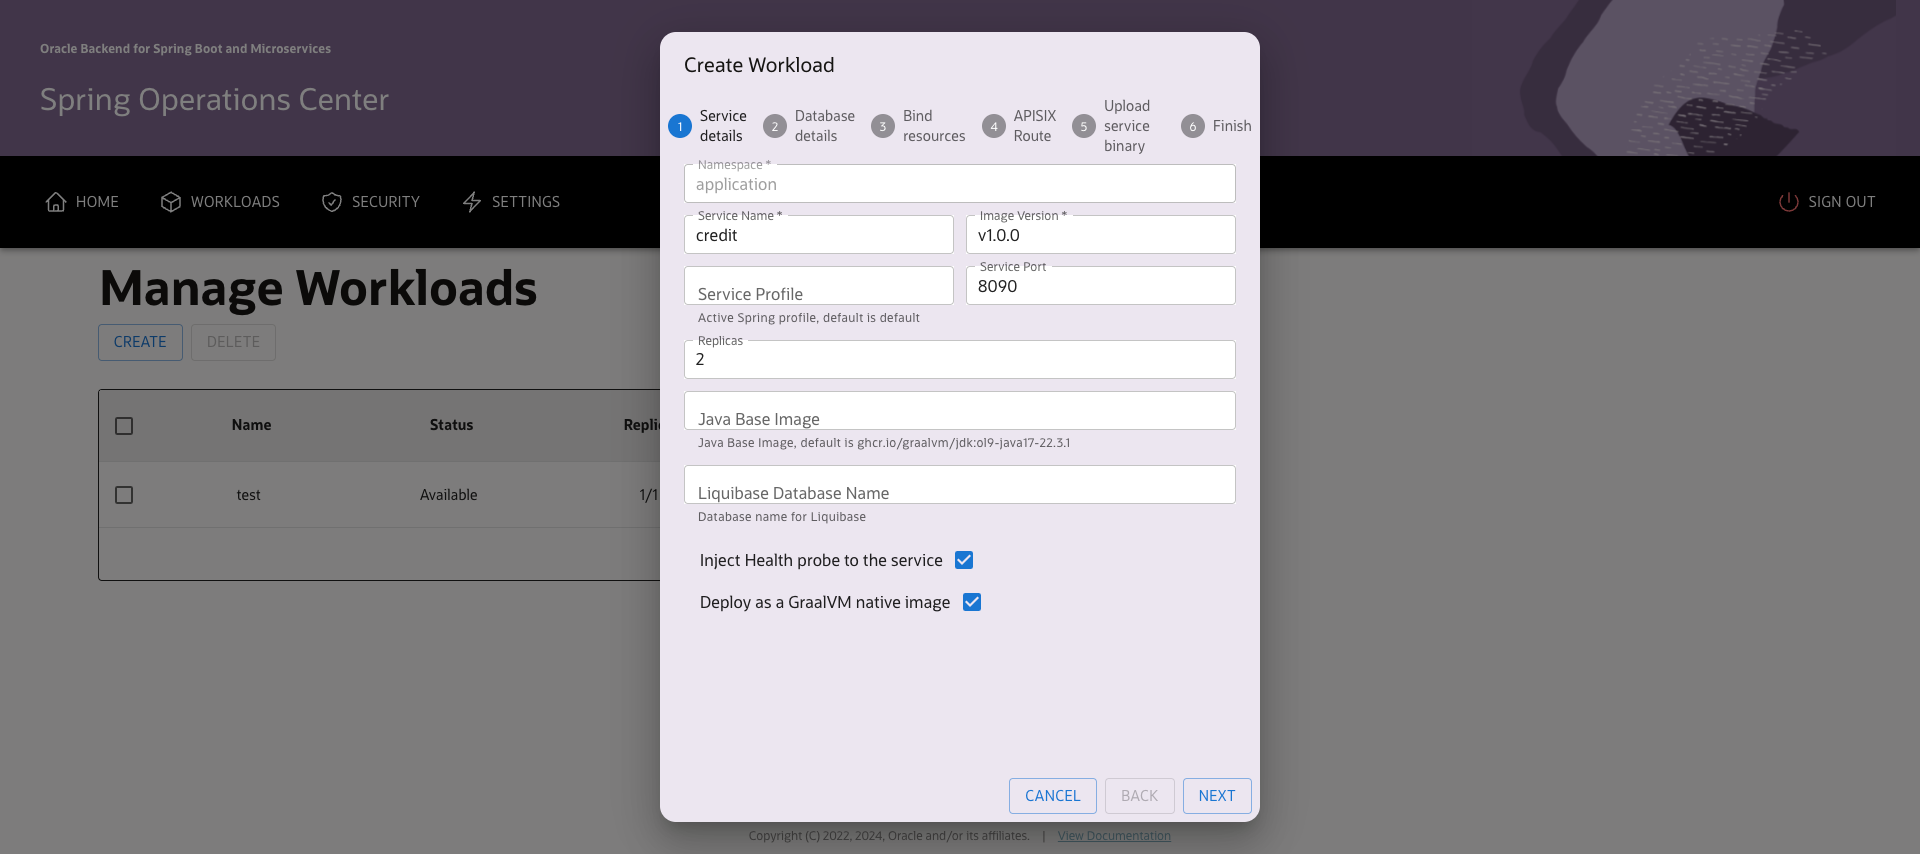 Oracle Backend for Spring Boot and Microservices
Spring Operations Center
HOME
WORKLOADS
SECURITY
SETTINGS
SIGN OUT
Manage Workloads
CREATE
DELETE
Name
Status
test
Available
1/1
Create Workload
1
Service
details
2
Database
details
3
Bind
resources
4
APISIX
Route
5
Upload
service
binary
6
Finish
Namespace *
application
Service Name *
credit
Image Version *
v1.0.0
Service Profile
Active Spring profile, default is default
Service Port
8090
Replicas
2
Java Base Image
Java Base Image, default is ghcr.io/graalvm/jdk:ol9-java17-22.3.1
Liquibase Database Name
Database name for Liquibase
Inject Health probe to the service
Deploy as a GraalVM native image
CANCEL
BACK
NEXT
Copyright (C) 2022, 2024, Oracle and/or its affiliates. | View Documentation